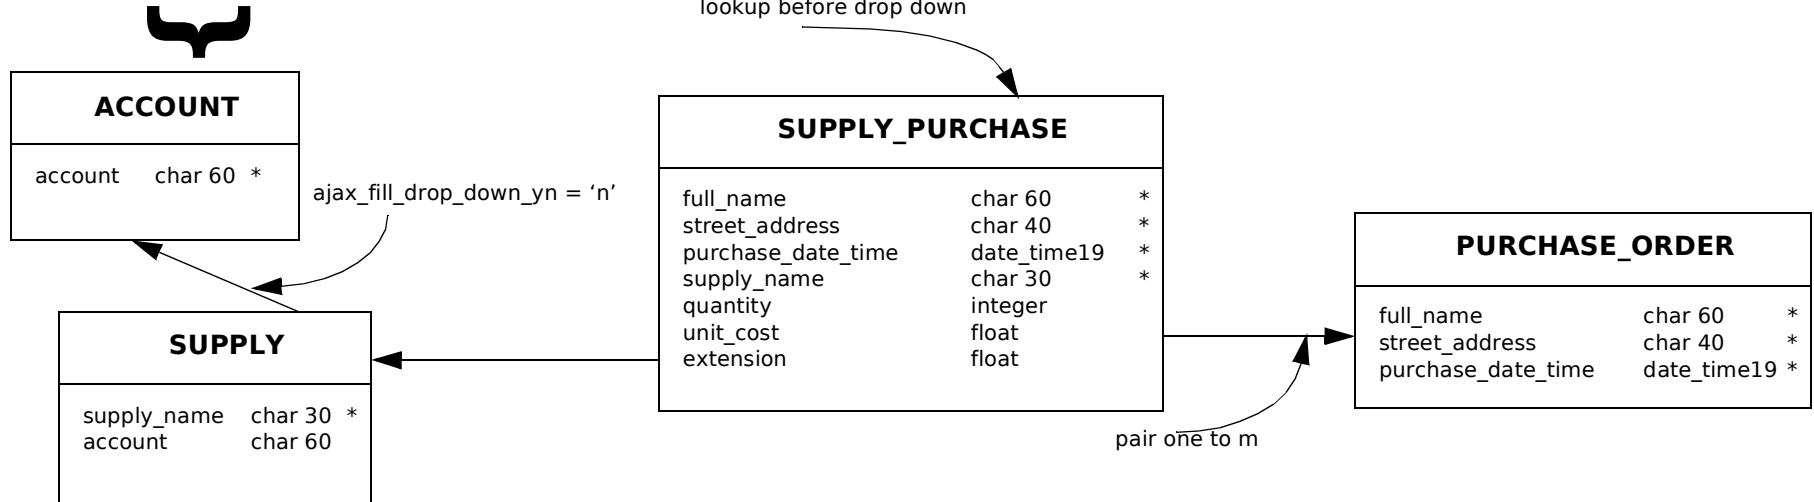 lookup before drop down
ACCOUNT
account char 60 *
ajax_fill_drop_down_yn = ‘n’
SUPPLY
supply_name char 30 *
account char 60
SUPPLY_PURCHASE
full_name char 60 *
street_address char 40 *
purchase_date_time date_time19 *
supply_name char 30 *
quantity integer
unit_cost float
extension float
pair one to m
PURCHASE_ORDER
full_name char 60 *
street_address char 40 *
purchase_date_time date_time19 *